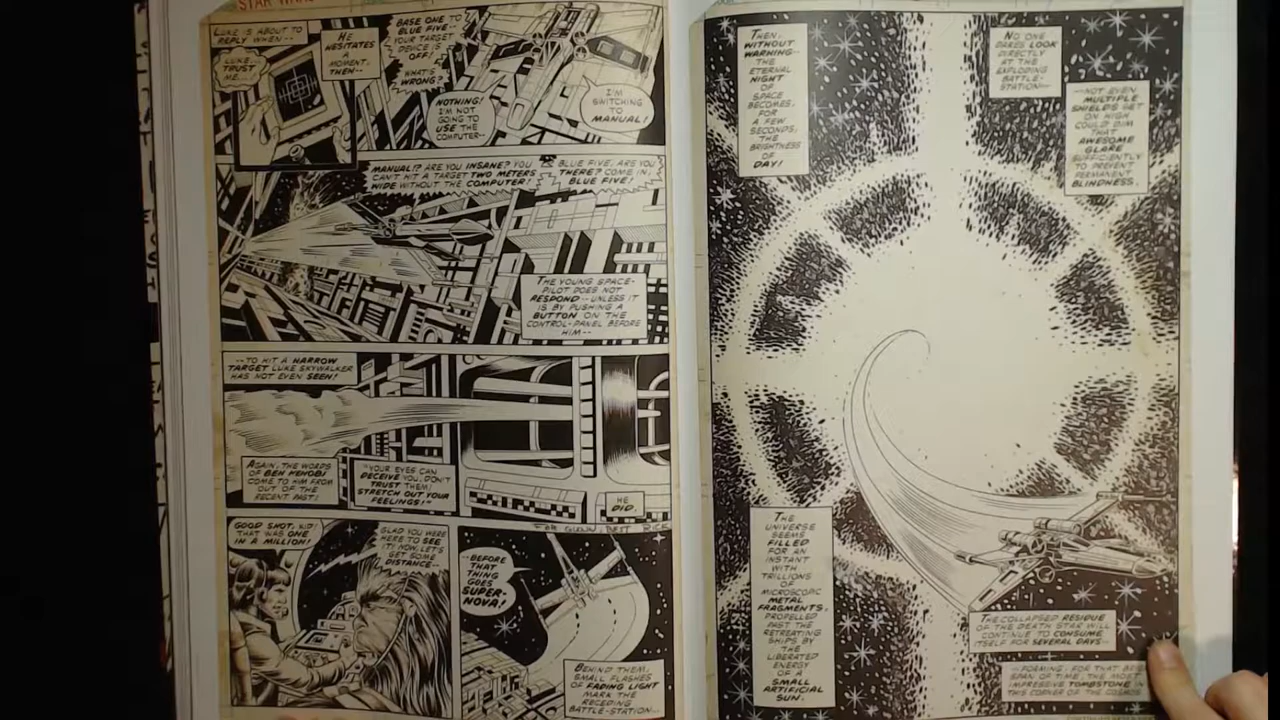 STAR WARS
LUKE IS ABOUT TO
REPLY WHEN--
LUKE...
TRUST
ME...
HE
HESITATES
MOMENT.
THEN--
BASE ONE TO
BLUE FIVE.
YOUR TARGET
DEVICE IS
OFF!
WHAT'S
WRONG?
NOTHING!
I'M NOT
GOING TO
USE THE
COMPUTER--
I'M
SWITCHING
TO
MANUAL!
MANUAL!? ARE YOU INSANE? YOU
CAN'T HIT A TARGET TWO METERS
WIDE WITHOUT THE COMPUTER!
BLUE FIVE, ARE YOU
THERE? COME IN,
BLUE FIVE!
THE YOUNG SPACE-
PILOT DOES NOT
RESPOND--UNLESS IT
IS BY PUSHING A
BUTTON ON THE
CONTROL-PANEL BEFORE
HIM--
--TO HIT A NARROW
TARGET LUKE SKYWALKER
HAS NOT EVEN SEEN!
AGAIN, THE WORDS
OF BEN KENOBI
COME TO HIM FROM
OUT OF THE
RECENT PAST:
"YOUR EYES CAN
DECEIVE YOU. DON'T
TRUST THEM!
STRETCH OUT YOUR
FEELINGS!"
HE
DID.
BEST RICK
GOOD SHOT, KID!
THAT WAS ONE
IN A MILLION!
GLAD YOU WERE
HERE TO SEE
IT! NOW, LET'S
GET SOME
DISTANCE--
--BEFORE
THAT
THING
GOES
SUPER-
NOVA!
BEHIND THEM,
SMALL FLASHES
OF FADING LIGHT
MARK THE
RECEDING
BATTLE-STATION--
THEN,
WITHOUT
WARNING--
THE
ETERNAL
NIGHT
OF
SPACE
BECOMES,
FOR
A FEW
SECONDS,
THE
BRIGHTNESS
OF
DAY!
NO ONE
DARES LOOK
DIRECTLY
AT THE
EXPLODING
BATTLE-
STATION--
--NOT EVEN
MULTIPLE
SHIELDS SET
ON HIGH
COULD DIM
THAT
AWESOME
GLARE
SUFFICIENTLY
TO PREVENT
PERMANENT
BLINDNESS.
THE
UNIVERSE
SEEMS
FILLED
FOR AN
INSTANT
WITH
TRILLIONS
OF
MICROSCOPIC
METAL
FRAGMENTS,
PROPELLED
PAST THE
RETREATING
SHIPS BY
THE
LIBERATED
ENERGY
OF A
SMALL
ARTIFICIAL
SUN.
THE COLLAPSED RESIDUE
OF THE DEATH STAR WILL
CONTINUE TO CONSUME
ITSELF FOR SEVERAL DAYS--
--FORMING, FOR THAT
SPAN OF TIME, THE MOST
IMPRESSIVE TOMBSTONE IN
THIS CORNER OF THE COSMOS